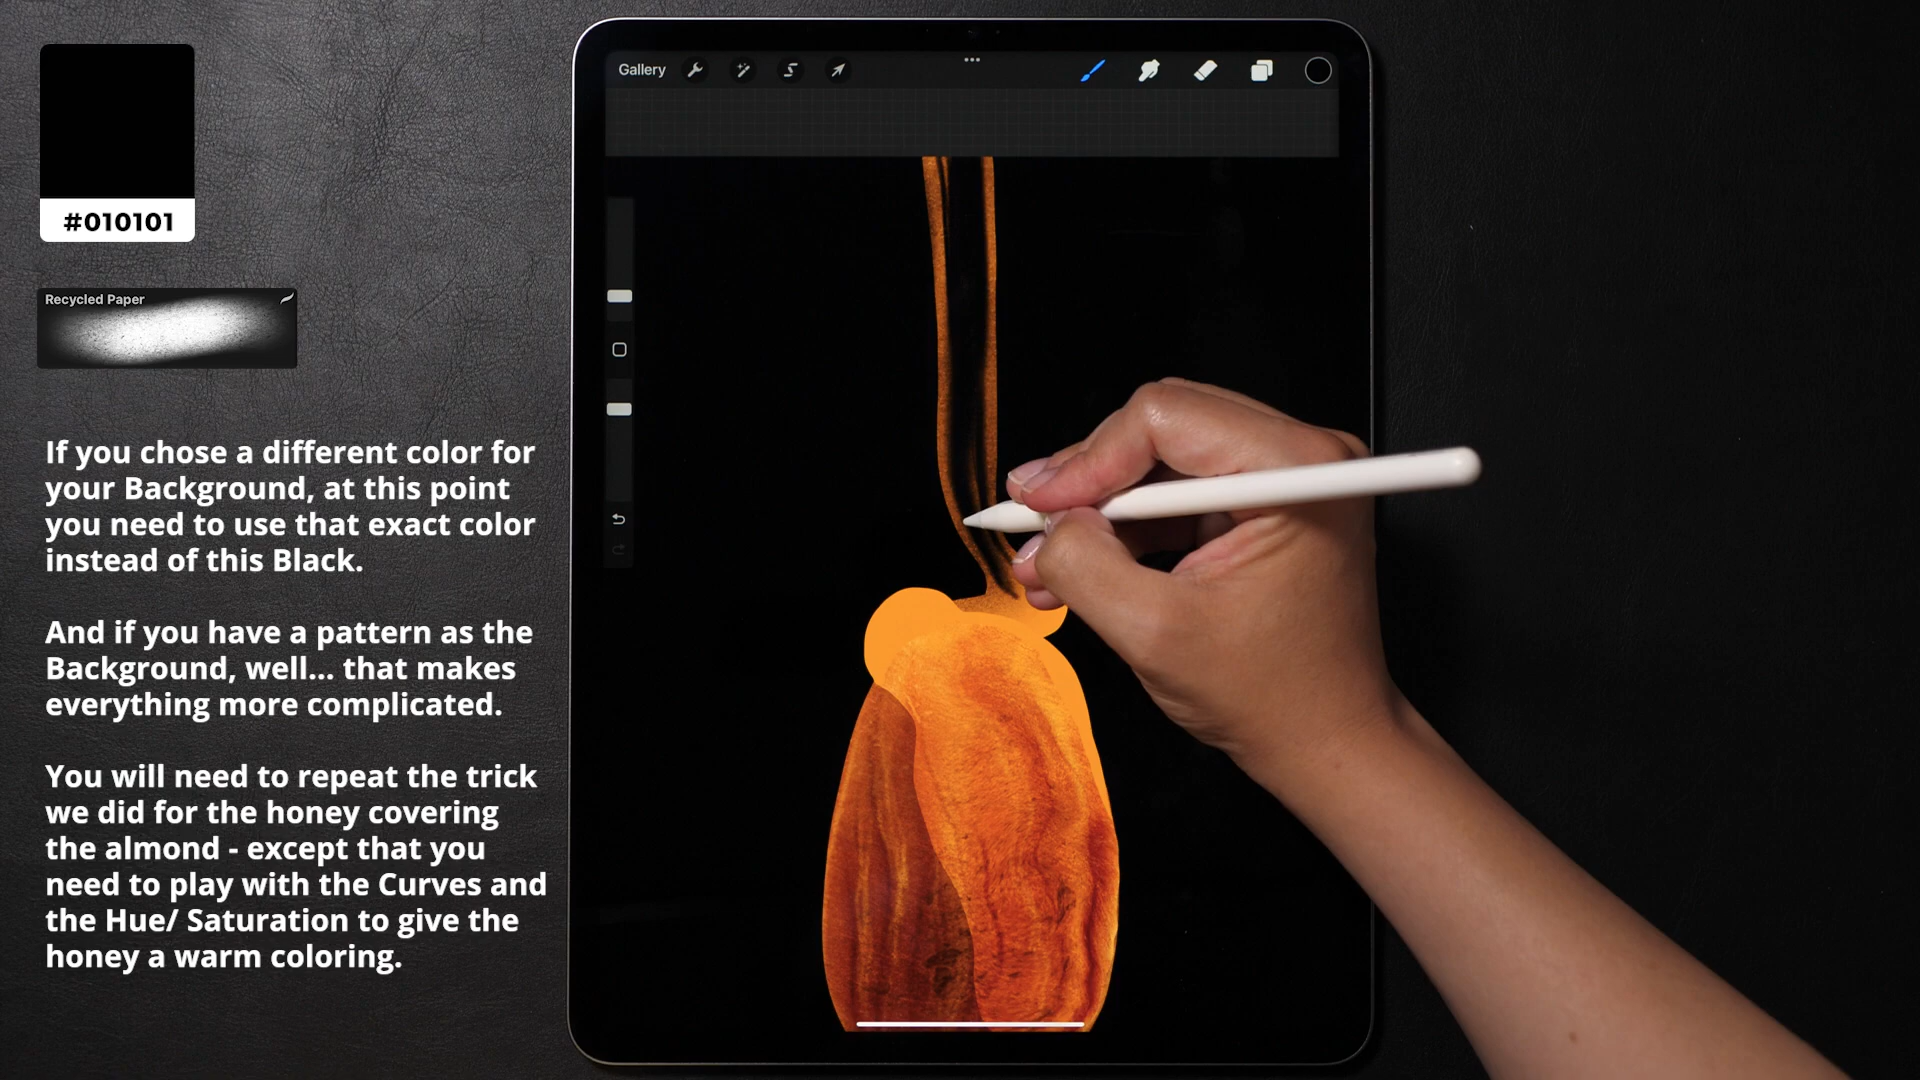 #010101
Recycled Paper
If you chose a different color for
your Background, at this point
you need to use that exact color
instead of this Black.
And if you have a pattern as the
Background, well... that makes
everything more complicated.
You will need to repeat the trick
we did for the honey covering
the almond - except that you
need to play with the Curves and
the Hue/ Saturation to give the
honey a warm coloring.
Gallery